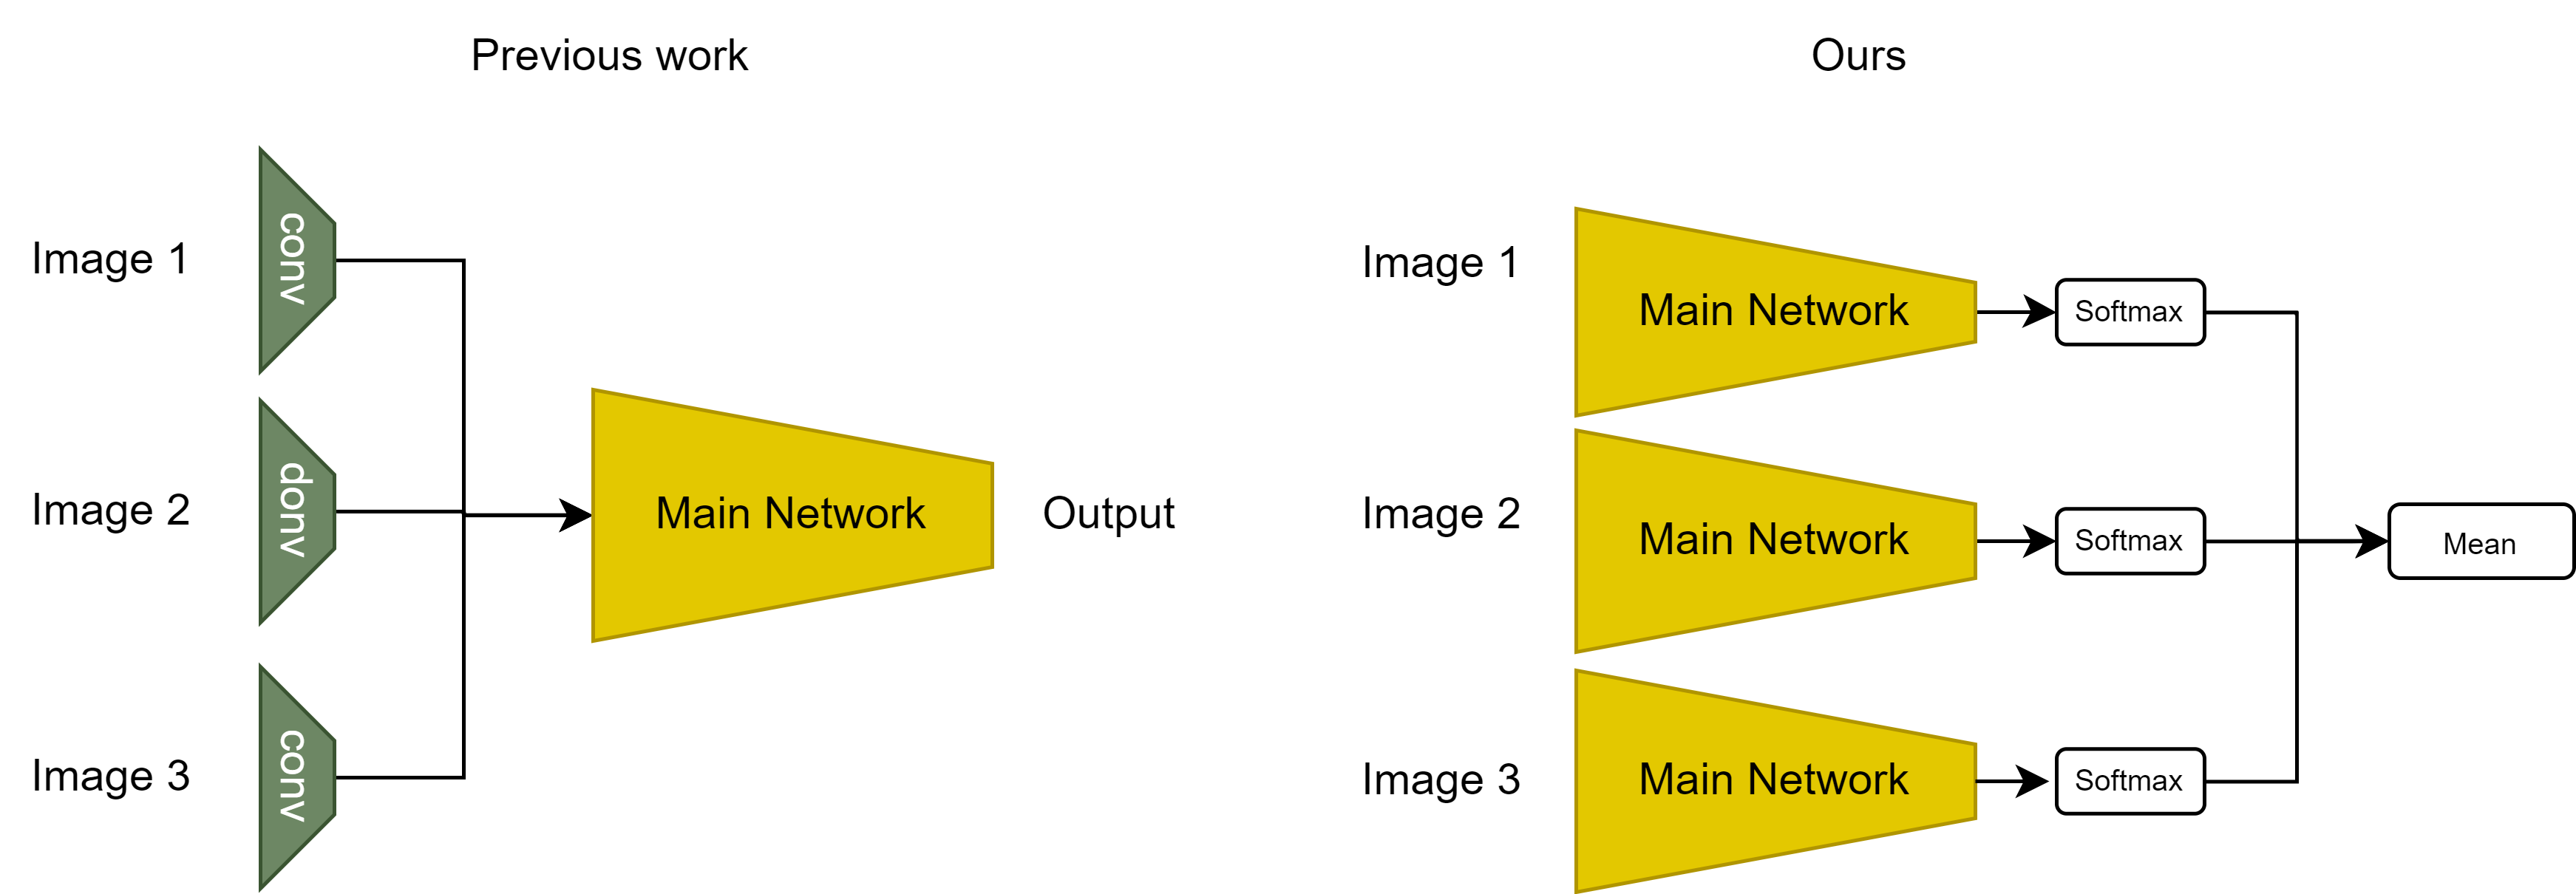 Previous work
Image 1
conv
Image 2
donv
Image 3
conv
Main Network
Output
Ours
Image 1
Main Network
Softmax
Image 2
Main Network
Softmax
Image 3
Main Network
Softmax
Mean